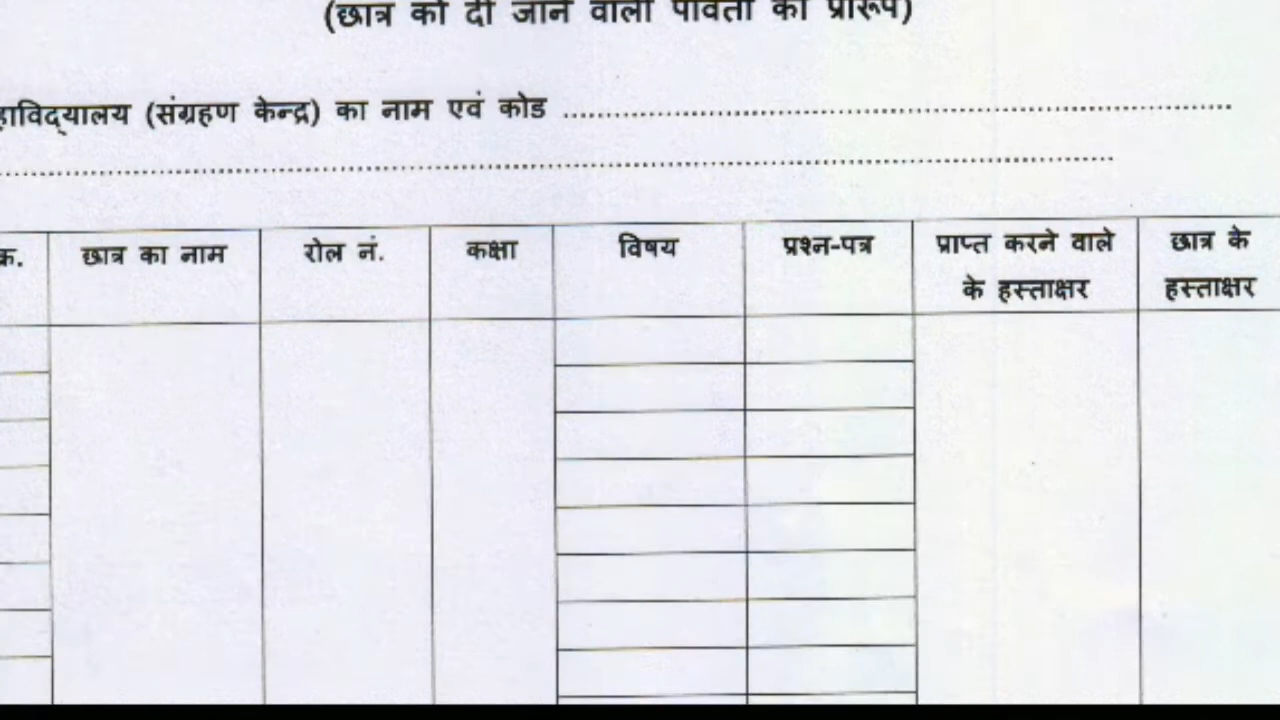 (छात्र को दी जाने वाली पावती का प्रारूप)
हाविद्यालय (संग्रहण केन्द्र) का नाम एवं कोड ........................................................................
........................................................................................................................
क्र. छात्र का नाम रोल नं. कक्षा विषय प्रश्न-पत्र प्राप्त करने वाले छात्र के
के हस्ताक्षर हस्ताक्षर